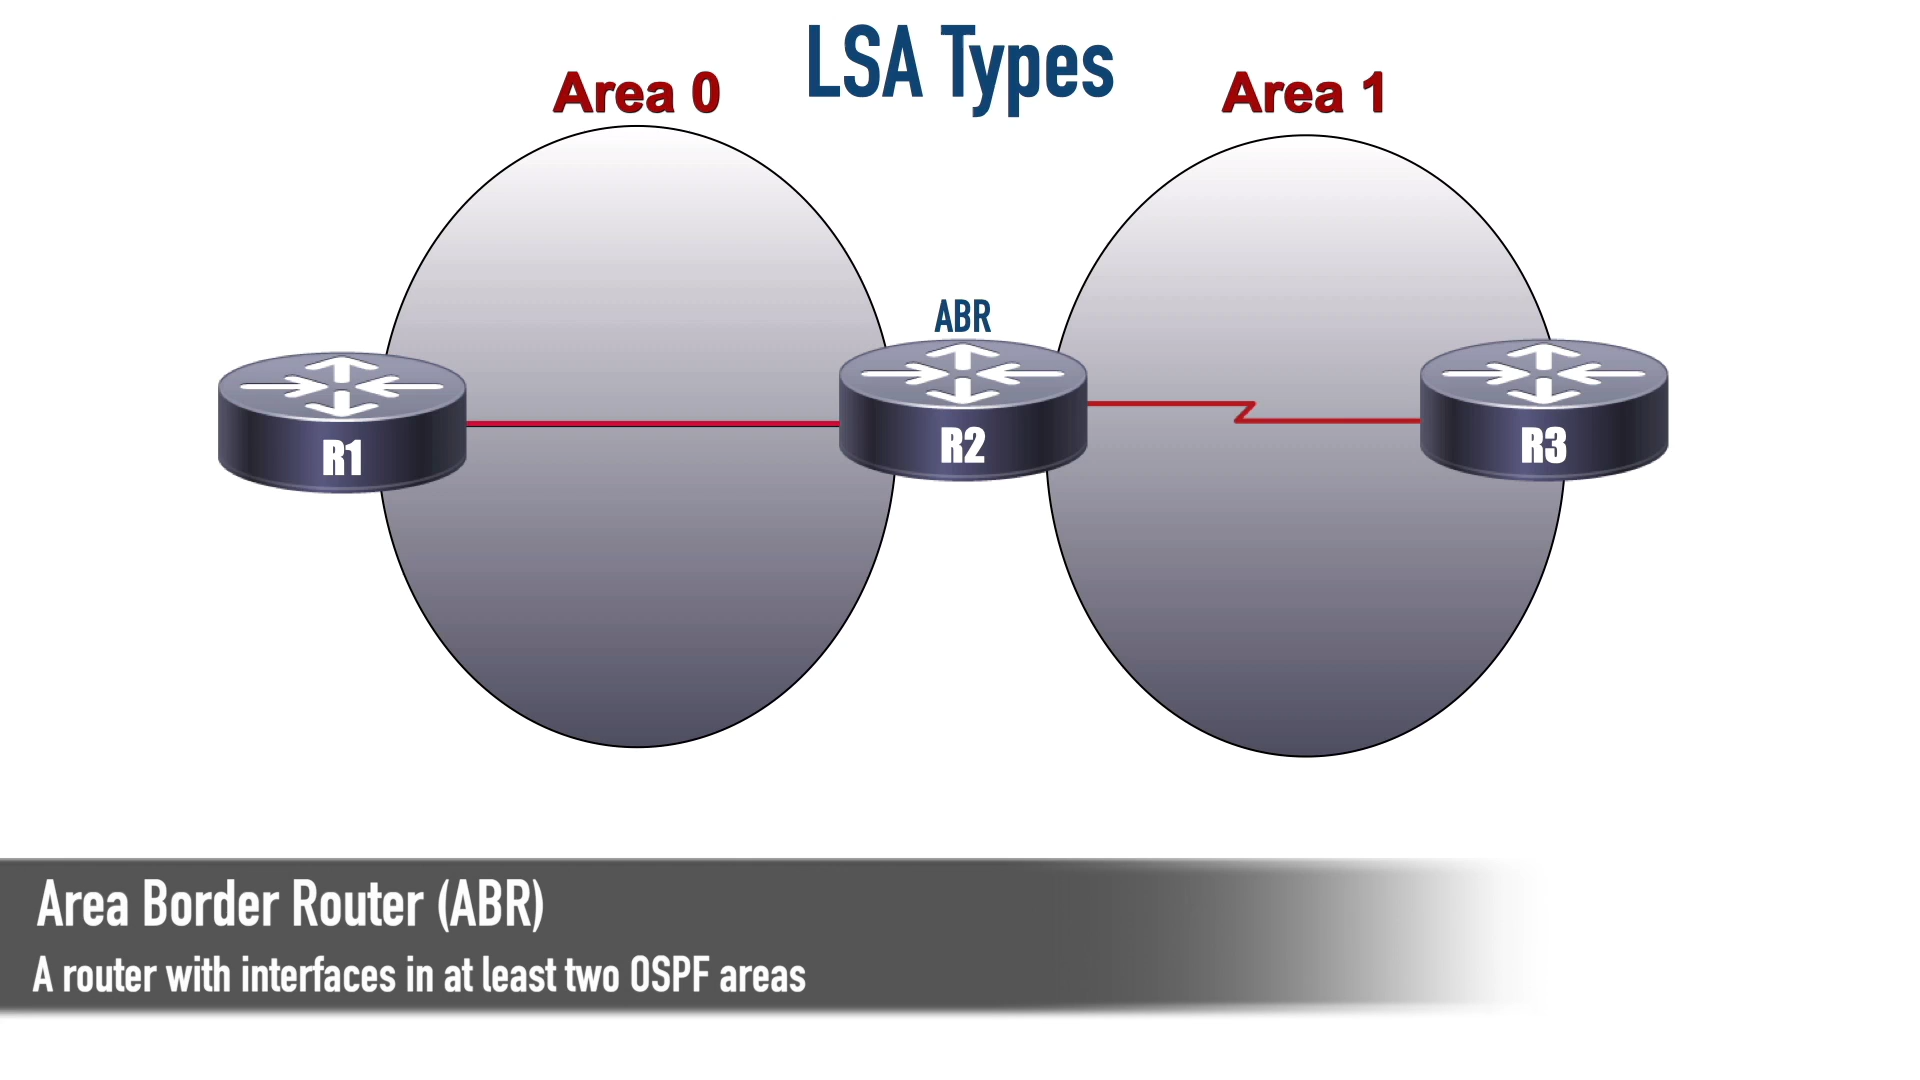 LSA Types
Area 0
Area 1
ABR
R1
R2
R3
Area Border Router (ABR)
A router with interfaces in at least two OSPF areas